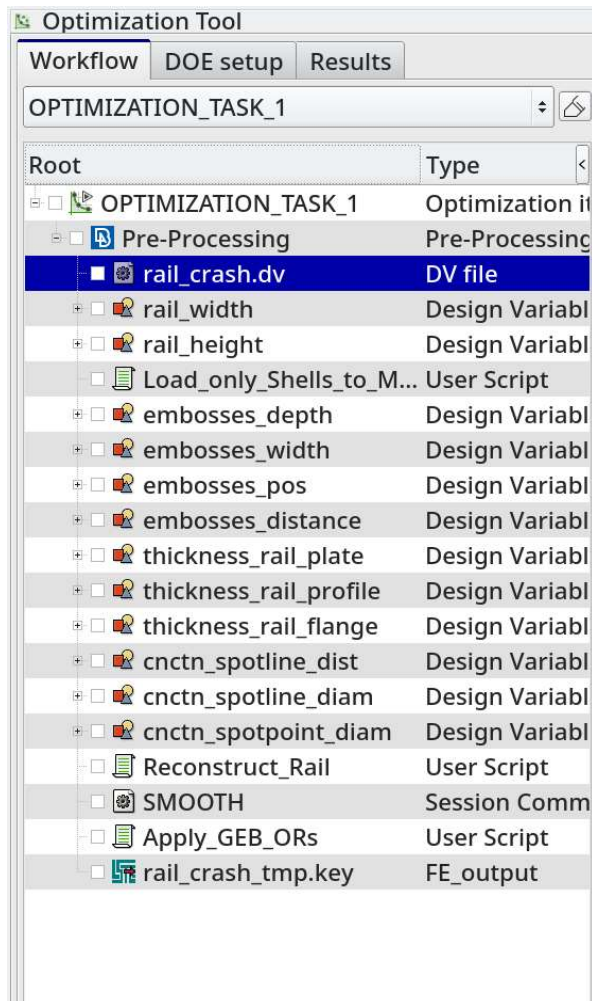 Optimization Tool
Workflow DOE setup Results
OPTIMIZATION_TASK_1
Root Type <
OPTIMIZATION_TASK_1 Optimization it
Pre-Processing Pre-Processing
rail_crash.dv DV file
rail_width Design Variabl
rail_height Design Variabl
Load_only_Shells_to_M... User Script
embosses_depth Design Variabl
embosses_width Design Variabl
embosses_pos Design Variabl
embosses_distance Design Variabl
thickness_rail_plate Design Variabl
thickness_rail_profile Design Variabl
thickness_rail_flange Design Variabl
cnctn_spotline_dist Design Variabl
cnctn_spotline_diam Design Variabl
cnctn_spotpoint_diam Design Variabl
Reconstruct_Rail User Script
SMOOTH Session Comm
Apply_GEB_ORs User Script
rail_crash_tmp.key FE_output